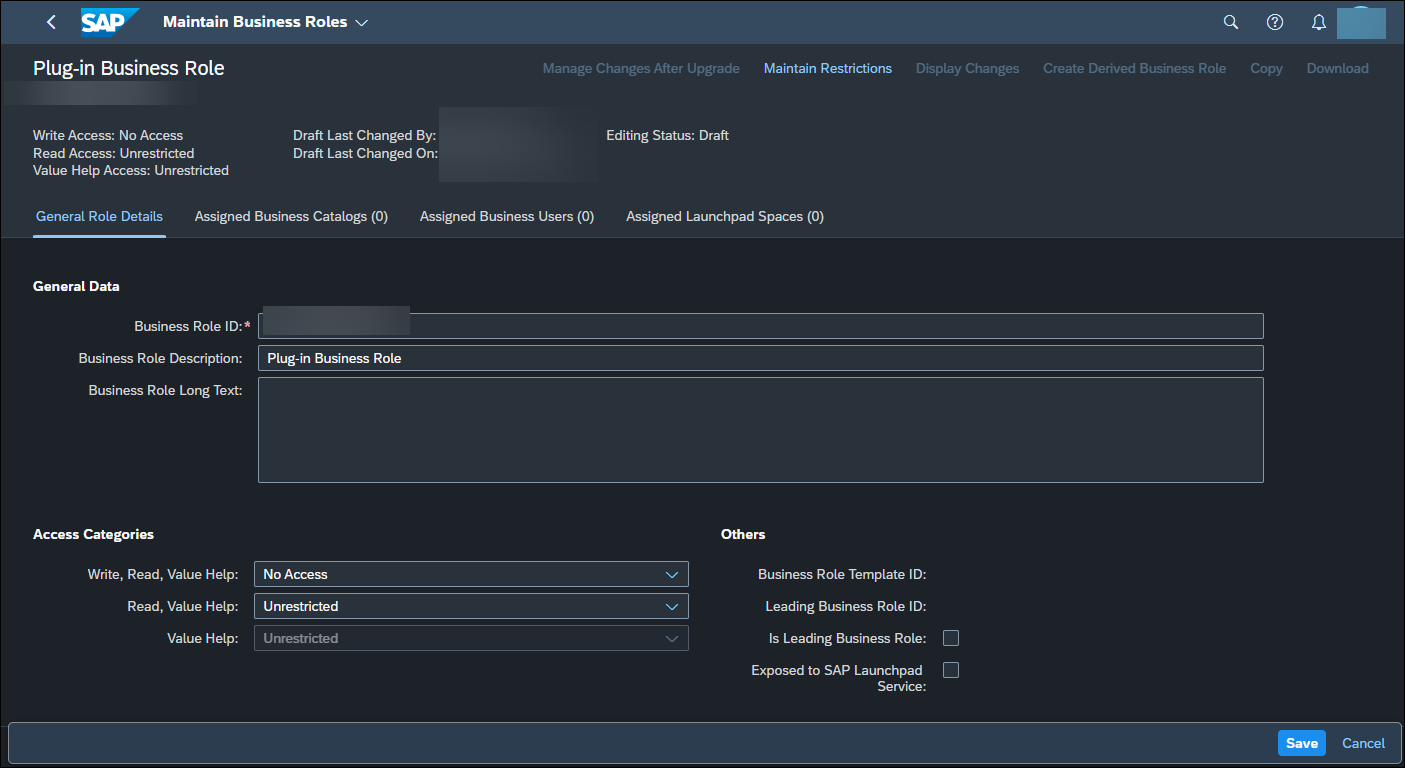 SAP Maintain Business Roles
Plug-in Business Role
Manage Changes After Upgrade Maintain Restrictions Display Changes Create Derived Business Role Copy Download
Write Access: No Access
Read Access: Unrestricted
Value Help Access: Unrestricted
Draft Last Changed By:
Draft Last Changed On:
Editing Status: Draft
General Role Details Assigned Business Catalogs (0) Assigned Business Users (0) Assigned Launchpad Spaces (0)
General Data
Business Role ID:*
Business Role Description: Plug-in Business Role
Business Role Long Text:
Access Categories
Write, Read, Value Help: No Access
Read, Value Help: Unrestricted
Value Help: Unrestricted
Others
Business Role Template ID:
Leading Business Role ID:
Is Leading Business Role:
Exposed to SAP Launchpad
Service:
Save Cancel